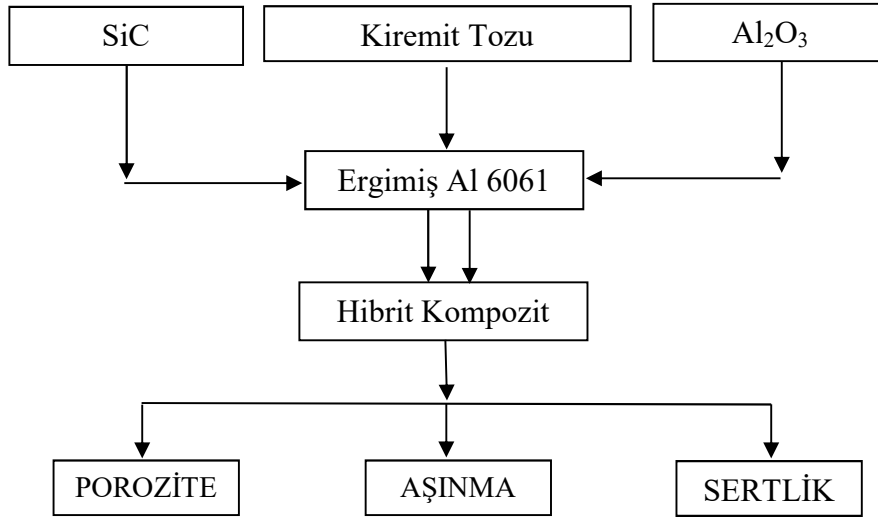 SiC
Kiremit Tozu
Al₂O₃
Ergimiş Al 6061
Hibrit Kompozit
POROZİTE
AŞINMA
SERTLİK